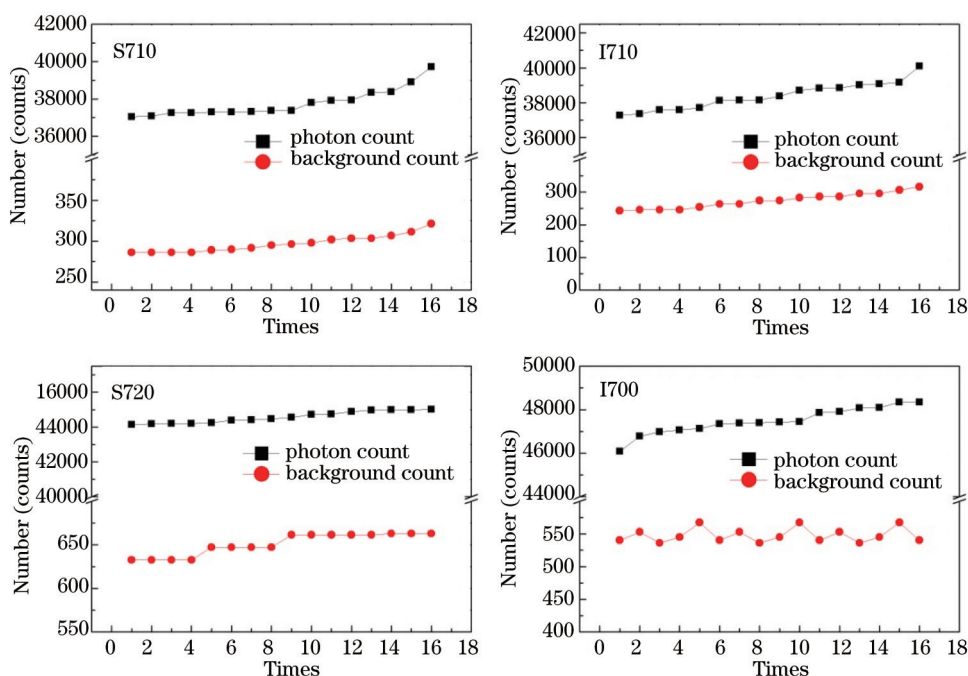 42000
40000
38000
36000
350
300
250
Number (counts)
S710
photon count
background count
0 2 4 6 8 10 12 14 16 18
Times
42000
40000
38000
36000
300
200
100
0
Number (counts)
I710
photon count
background count
0 2 4 6 8 10 12 14 16 18
Times
16000
44000
42000
40000
650
600
550
Number (counts)
S720
photon count
background count
0 2 4 6 8 10 12 14 16 18
Times
50000
48000
46000
44000
550
500
450
400
Number (counts)
I700
photon count
background count
0 2 4 6 8 10 12 14 16 18
Times